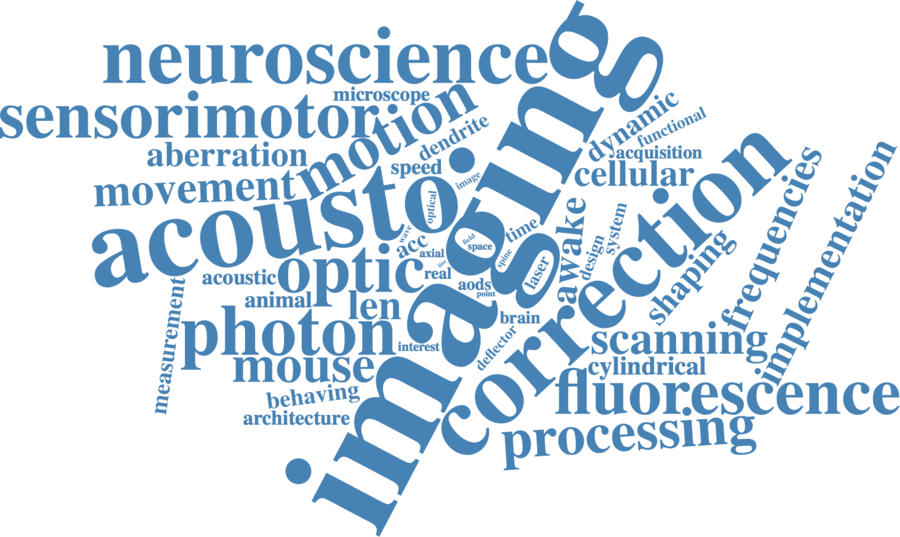 neuroscience
microscope
sensorimotor
motion
dendrite
dynamic
functional
aberration
acquisition
speed
image
cellular
movement
optical
acousto
imaging
correction
frequencies
implementation
wave
acc
time
awake
system
design
field
space
axial
spine
acoustic
optic
real
line
laser
shaping
aods
point
animal
len
measurement
photon
brain
interest
deflector
scanning
mouse
cylindrical
behaving
fluorescence
architecture
processing